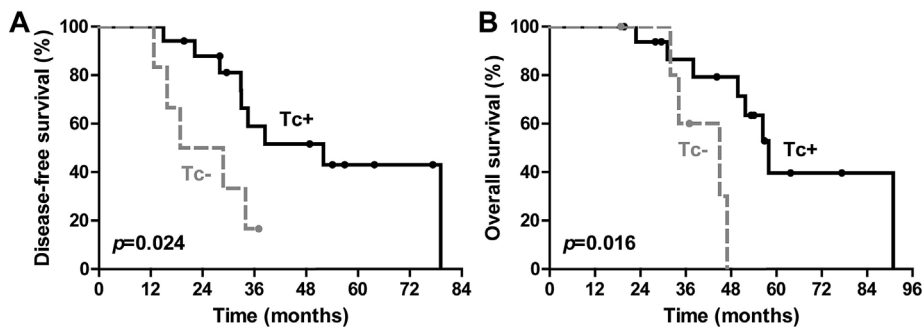 A
Disease-free survival (%)
100
80
60
40
20
0
Tc+
Tc-
p=0.024
0 12 24 36 48 60 72 84
Time (months)
B
Overall survival (%)
100
80
60
40
20
0
Tc-
Tc+
p=0.016
0 12 24 36 48 60 72 84 96
Time (months)